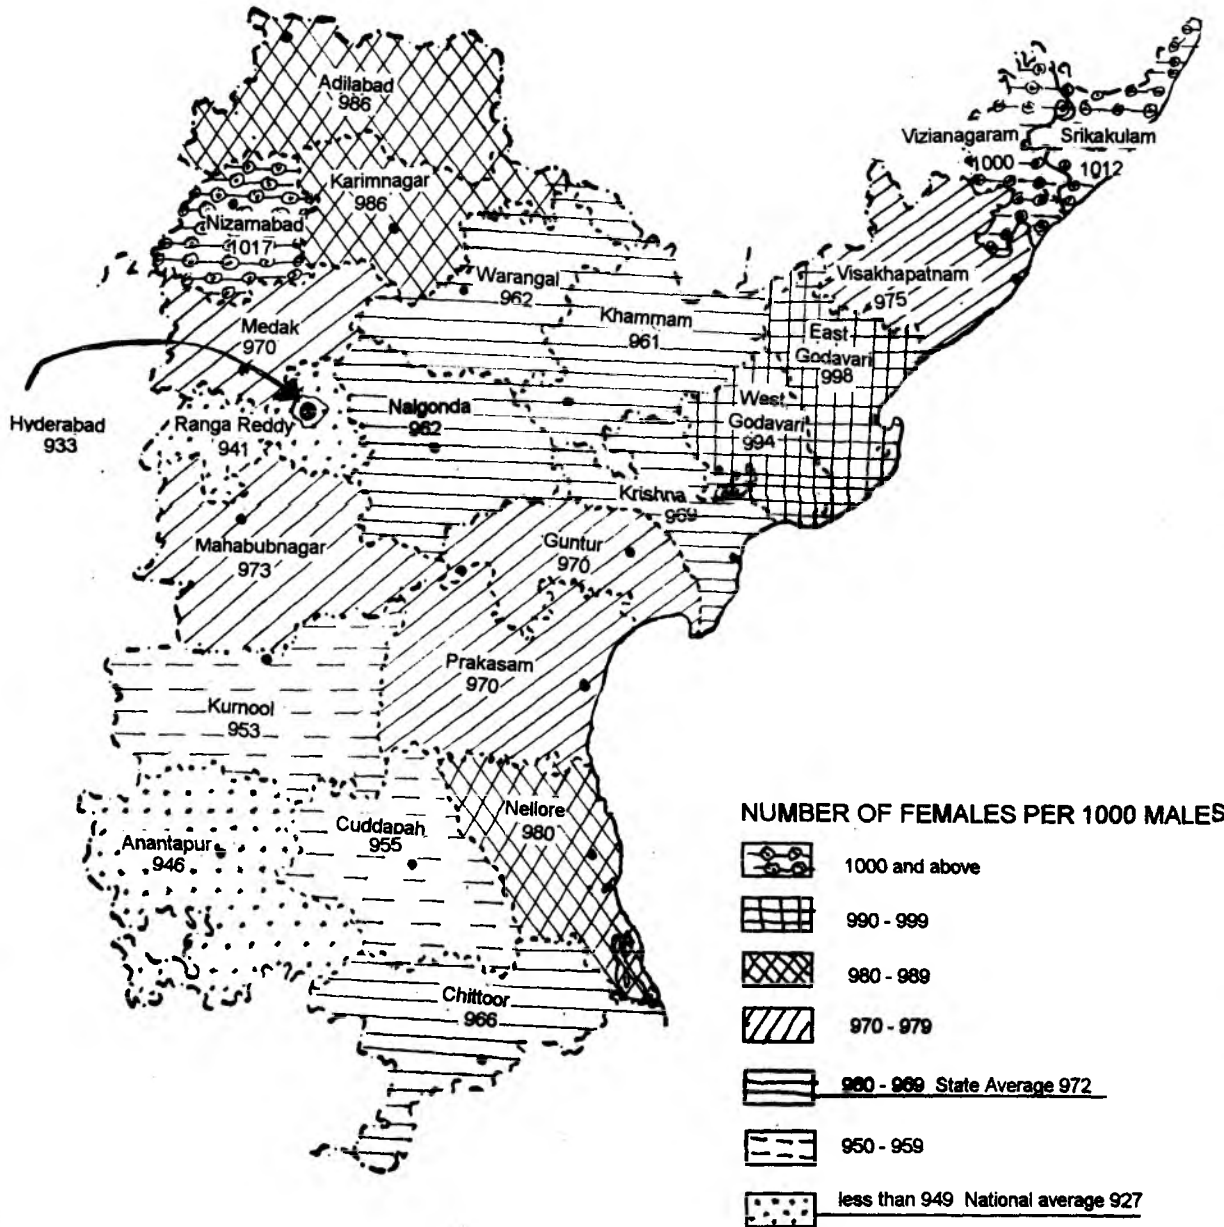 Adilabad
986
Karimnagar
986
Nizamabad
1017
Vizianagaram
1000
Srikakulam
1012
Warangal
962
Khammam
961
Visakhapatnam
975
Medak
970
East
Godavari
998
West
Godavari
994
Hyderabad
933
Ranga Reddy
941
Nalgonda
962
Krishna
969
Mahabubnagar
973
Guntur
970
Prakasam
970
Kurnool
953
Nellore
980
Cuddapah
955
Anantapur
946
Chittoor
966
NUMBER OF FEMALES PER 1000 MALES
1000 and above
990 - 999
980 - 989
970 - 979
960 - 969 State Average 972
950 - 959
less than 949 National average 927